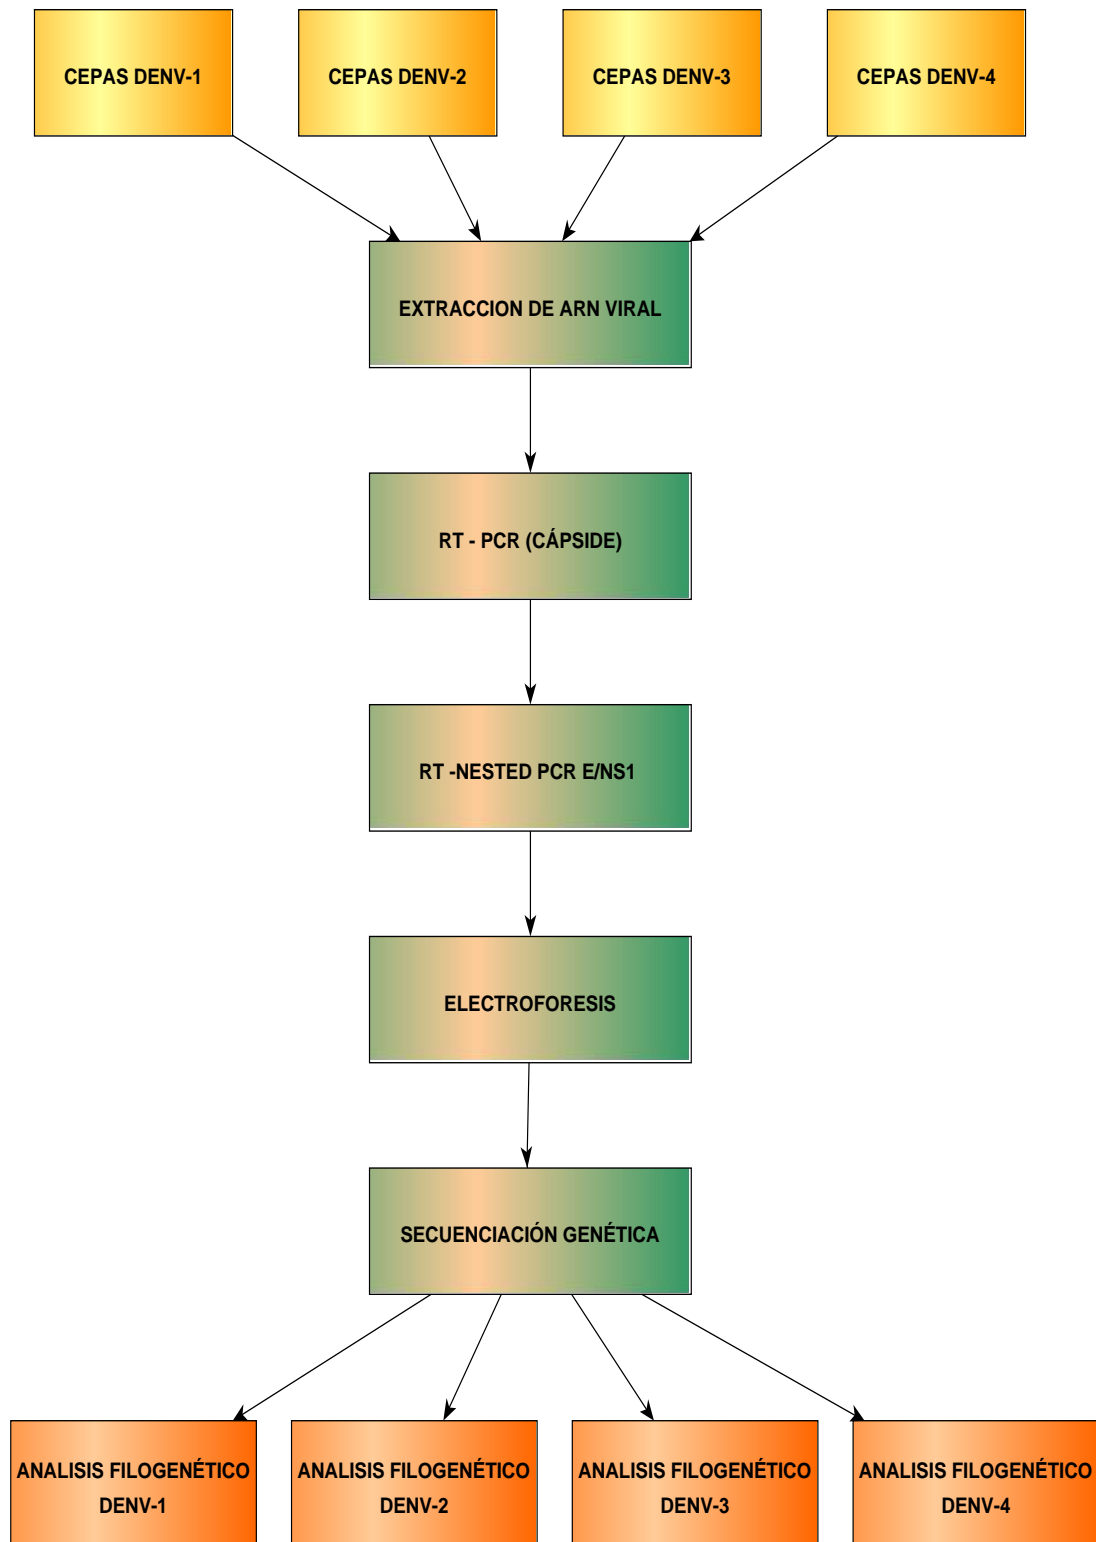 CEPAS DENV-1
CEPAS DENV-2
CEPAS DENV-3
CEPAS DENV-4
EXTRACCION DE ARN VIRAL
RT - PCR (CÁPSIDE)
RT -NESTED PCR E/NS1
ELECTROFORESIS
SECUENCIACIÓN GENÉTICA
ANALISIS FILOGENÉTICO
DENV-1
ANALISIS FILOGENÉTICO
DENV-2
ANALISIS FILOGENÉTICO
DENV-3
ANALISIS FILOGENÉTICO
DENV-4